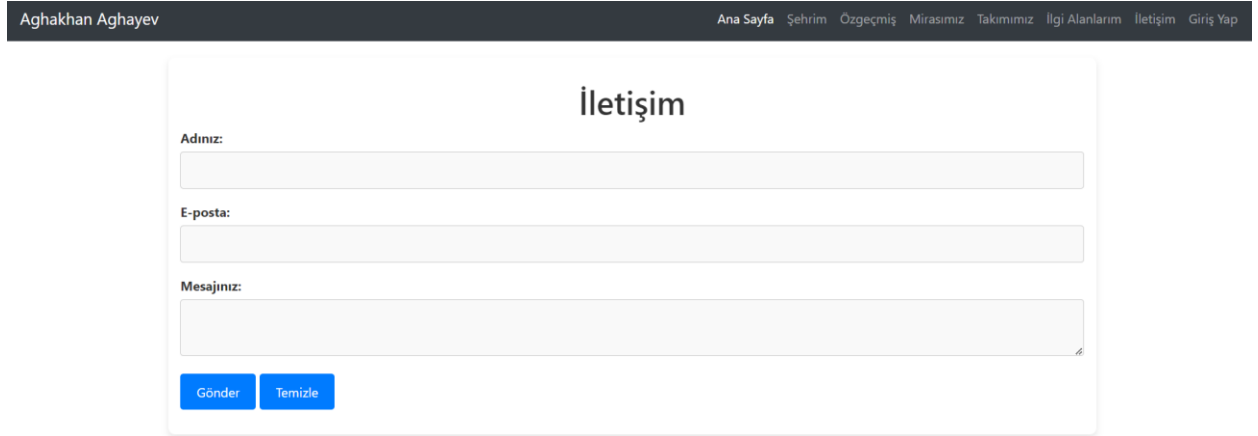 Aghakhan Aghayev Ana Sayfa Şehrim Özgeçmiş Mirasımız Takımımız İlgi Alanlarım İletişim Giriş Yap
İletişim
Adınız:
E-posta:
Mesajınız:
Gönder Temizle